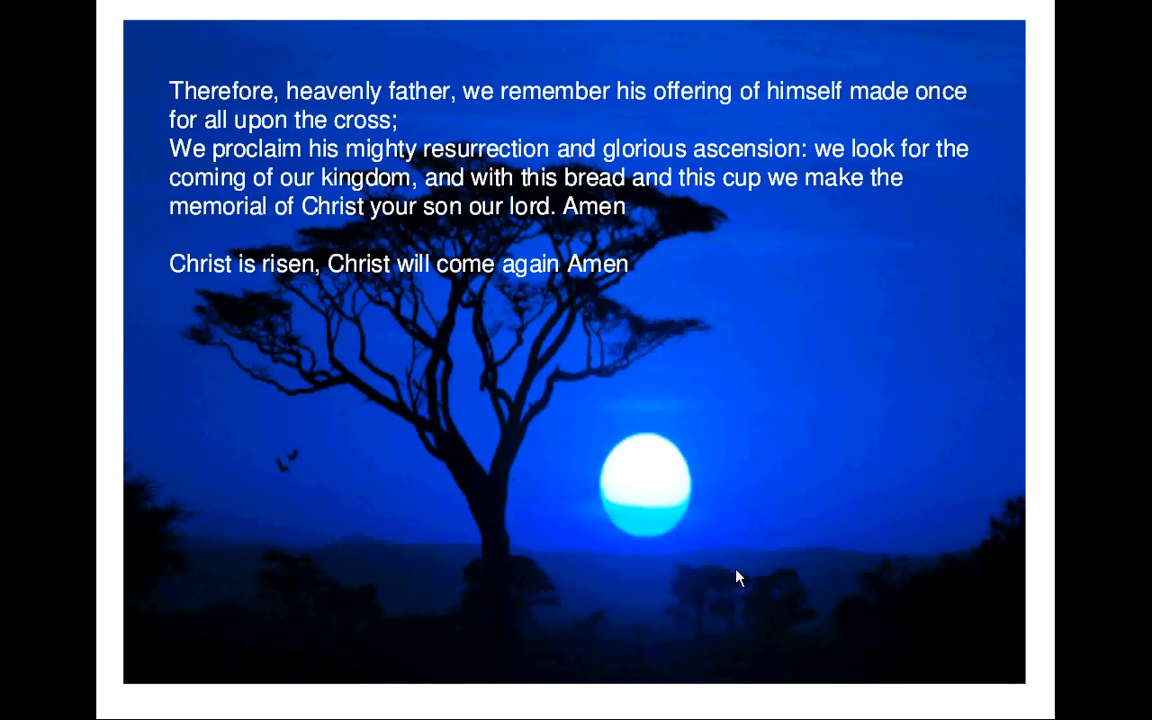 Therefore, heavenly father, we remember his offering of himself made once
for all upon the cross;
We proclaim his mighty resurrection and glorious ascension: we look for the
coming of our kingdom, and with this bread and this cup we make the
memorial of Christ your son our lord. Amen
Christ is risen, Christ will come again Amen